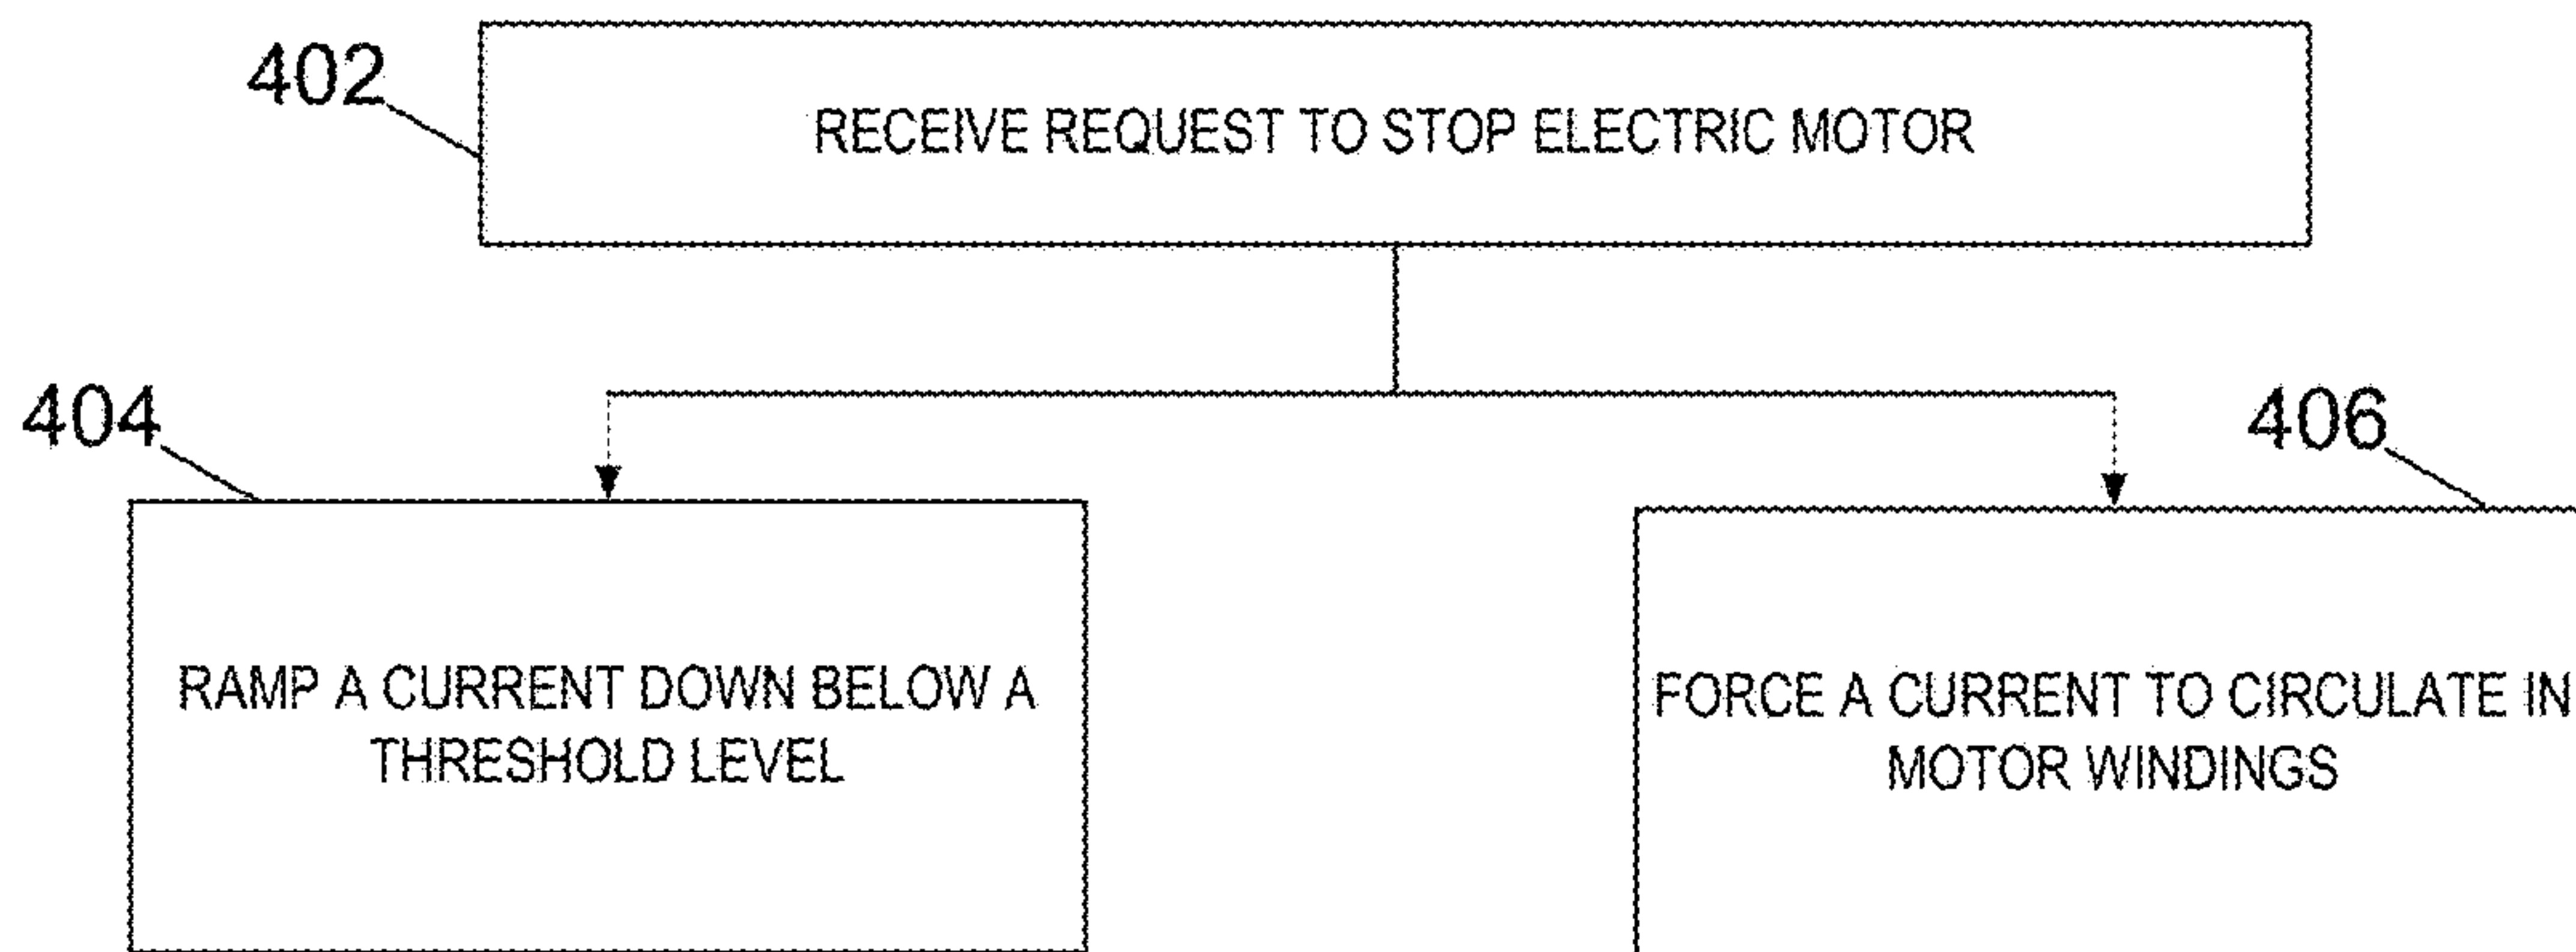 402
RECEIVE REQUEST TO STOP ELECTRIC MOTOR
404
406
RAMP A CURRENT DOWN BELOW A
THRESHOLD LEVEL
FORCE A CURRENT TO CIRCULATE IN
MOTOR WINDINGS